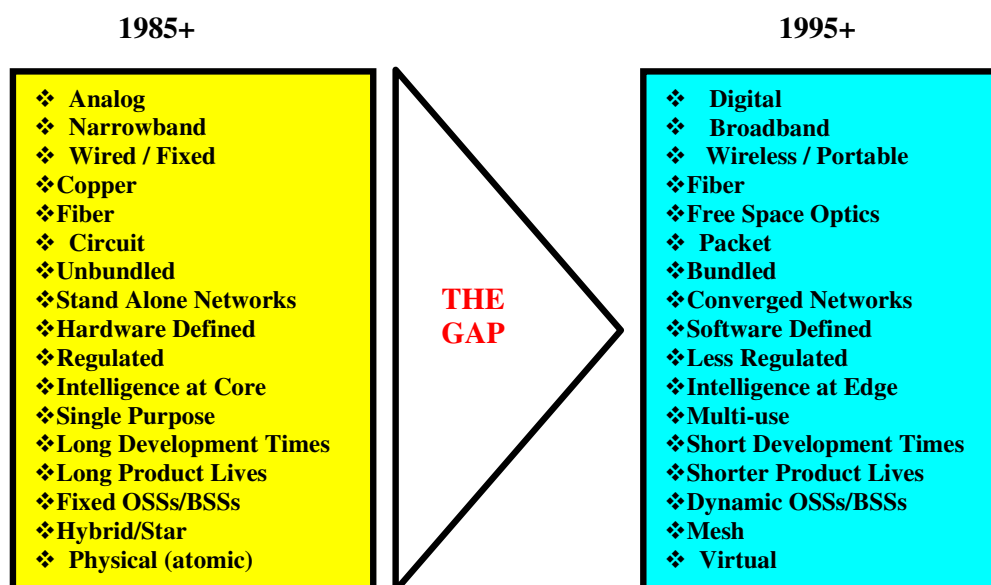 1985+
❖ Analog
❖ Narrowband
❖ Wired / Fixed
❖Copper
❖Fiber
❖ Circuit
❖Unbundled
❖Stand Alone Networks
❖Hardware Defined
❖Regulated
❖Intelligence at Core
❖Single Purpose
❖Long Development Times
❖Long Product Lives
❖Fixed OSSs/BSSs
❖Hybrid/Star
❖ Physical (atomic)
THE
GAP
1995+
❖ Digital
❖ Broadband
❖ Wireless / Portable
❖Fiber
❖Free Space Optics
❖ Packet
❖Bundled
❖Converged Networks
❖Software Defined
❖Less Regulated
❖Intelligence at Edge
❖Multi-use
❖Short Development Times
❖Shorter Product Lives
❖Dynamic OSSs/BSSs
❖Mesh
❖ Virtual